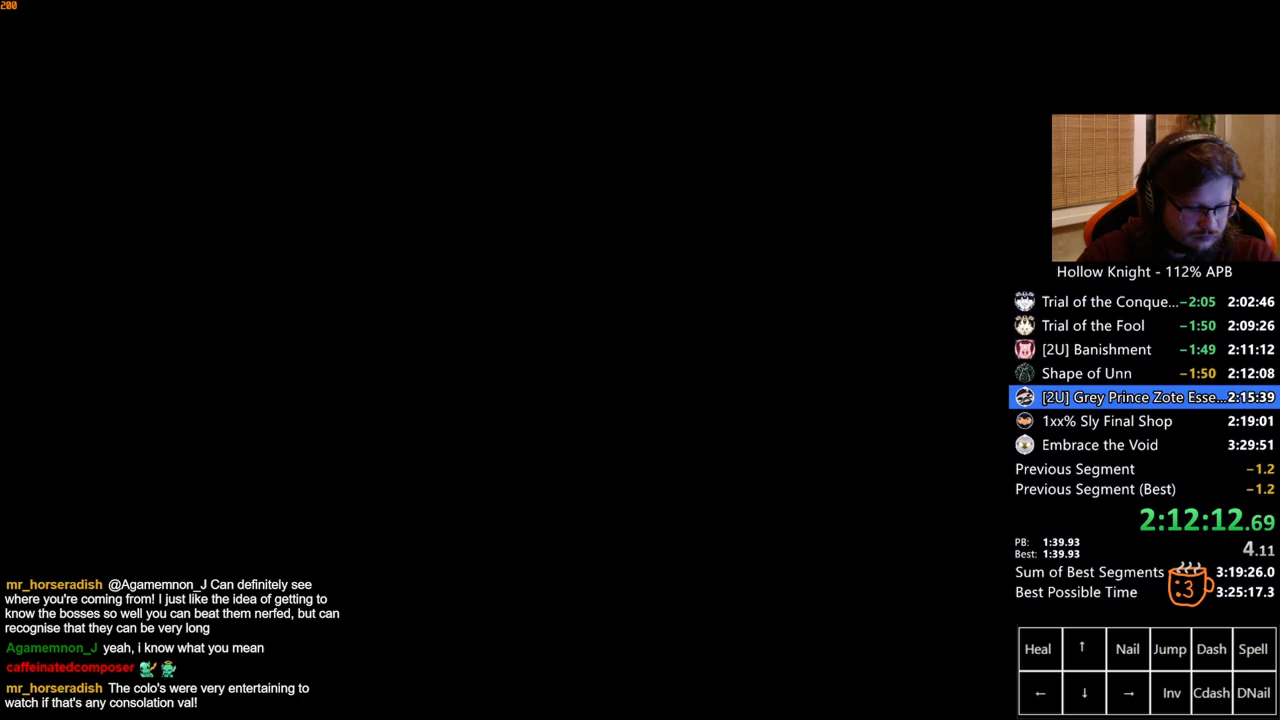 200
Hollow Knight - 112% APB
Trial of the Conque... −2:05 2:02:46
Trial of the Fool −1:50 2:09:26
[2U] Banishment −1:49 2:11:12
Shape of Unn −1:50 2:12:08
[2U] Grey Prince Zote Esse... 2:15:39
1xx% Sly Final Shop 2:19:01
Embrace the Void 3:29:51
Previous Segment −1.2
Previous Segment (Best) −1.2
2:12:12.69
PB: 1:39.93
Best: 1:39.93
4.11
Sum of Best Segments 3:19:26.0
Best Possible Time 3:25:17.3
:3
Heal ↑ Nail Jump Dash Spell
← ↓ → Inv Cdash DNail
mr_horseradish @Agamemnon_J Can definitely see
where you're coming from! I just like the idea of getting to
know the bosses so well you can beat them nerfed, but can
recognise that they can be very long
Agamemnon_J yeah, i know what you mean
caffeinatedcomposer
mr_horseradish The colo's were very entertaining to
watch if that's any consolation val!